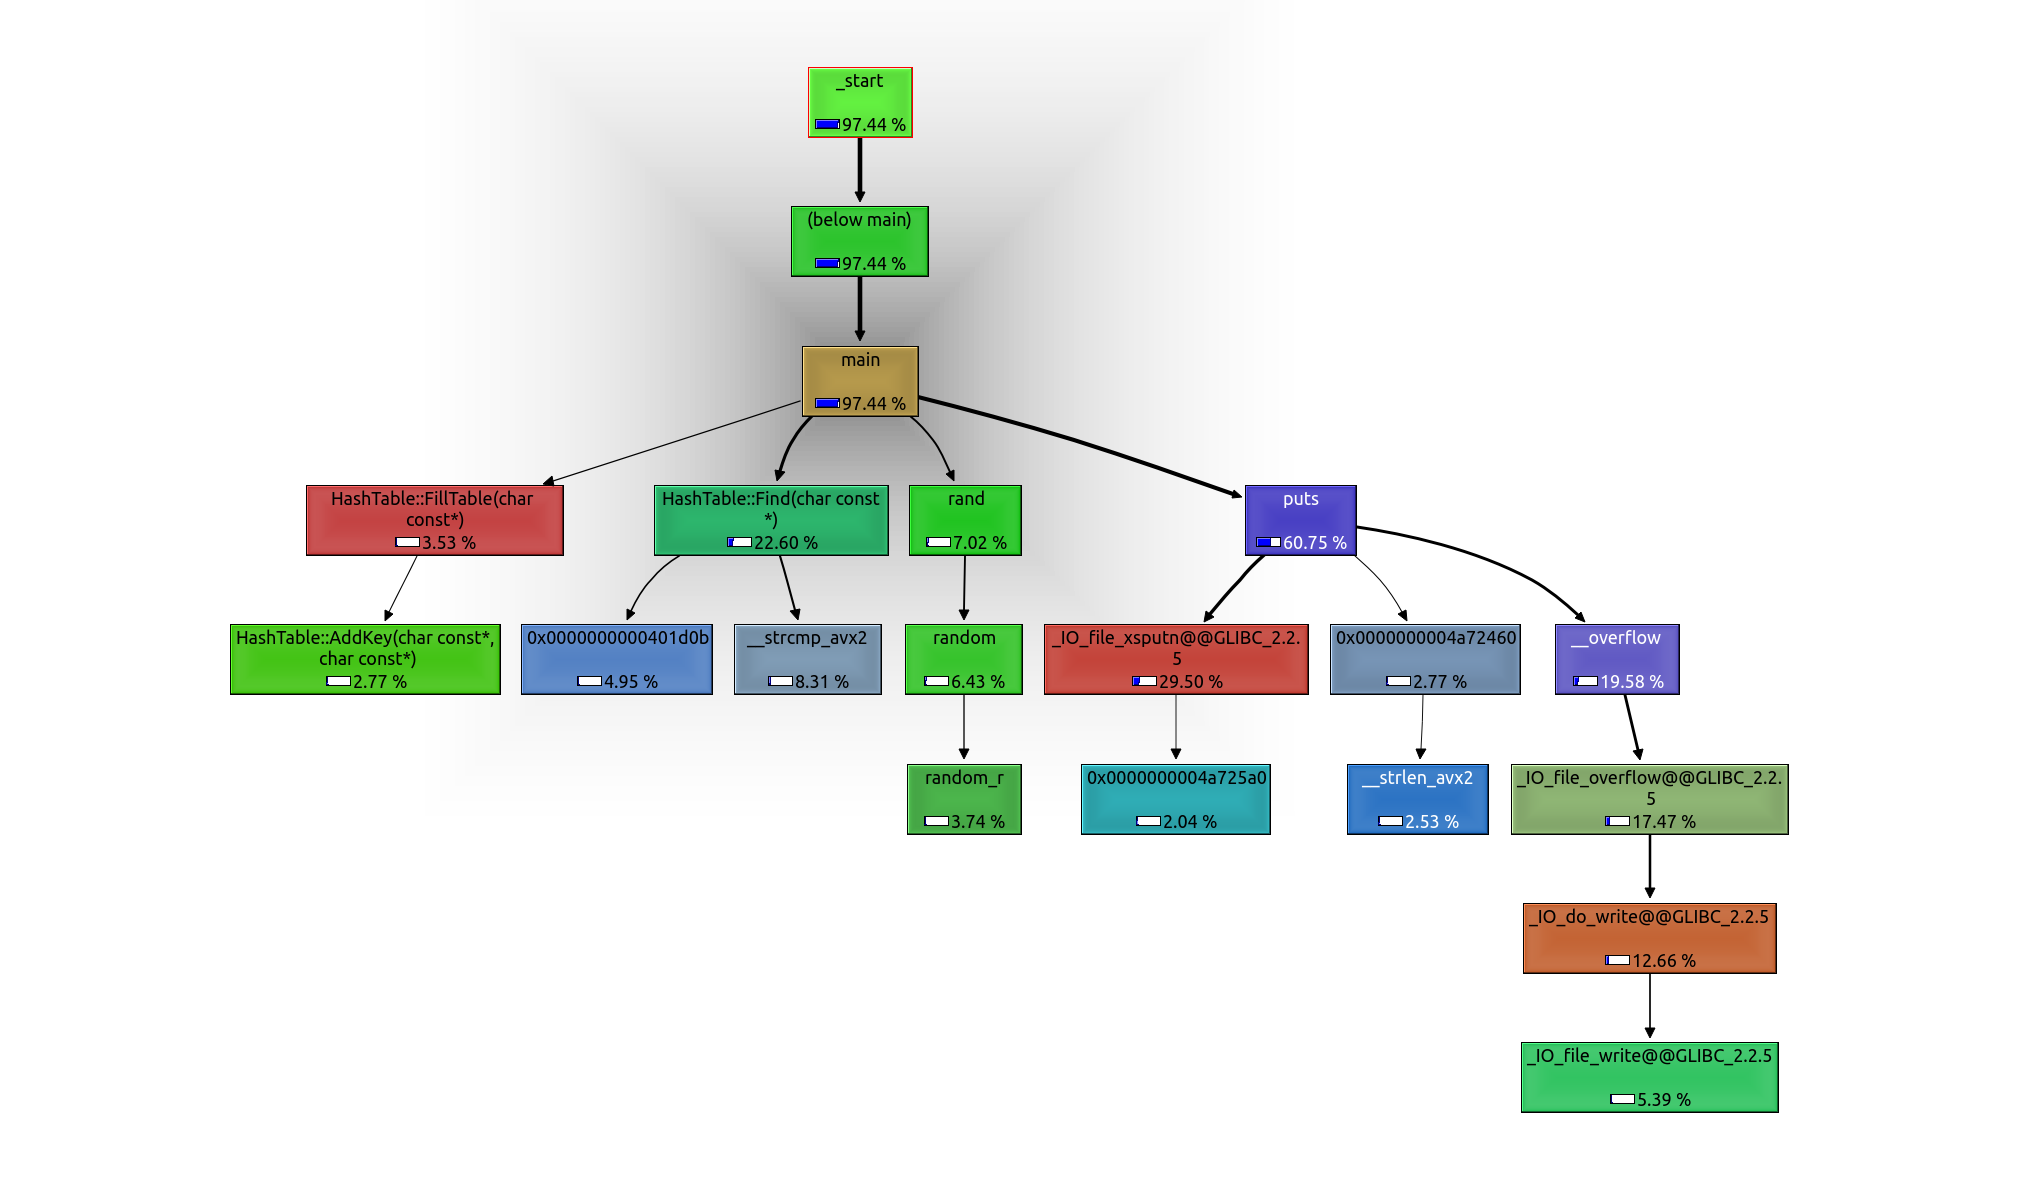 _start
97.44 %
(below main)
97.44 %
main
97.44 %
HashTable::FillTable(char
const*)
3.53 %
HashTable::Find(char const
*)
22.60 %
rand
7.02 %
puts
60.75 %
HashTable::AddKey(char const*,
char const*)
2.77 %
0x0000000000401d0b
4.95 %
__strcmp_avx2
8.31 %
random
6.43 %
_IO_file_xsputn@@GLIBC_2.2.
5
29.50 %
0x0000000004a72460
2.77 %
__overflow
19.58 %
random_r
3.74 %
0x0000000004a725a0
2.04 %
__strlen_avx2
2.53 %
_IO_file_overflow@@GLIBC_2.2.
5
17.47 %
_IO_do_write@@GLIBC_2.2.5
12.66 %
_IO_file_write@@GLIBC_2.2.5
5.39 %